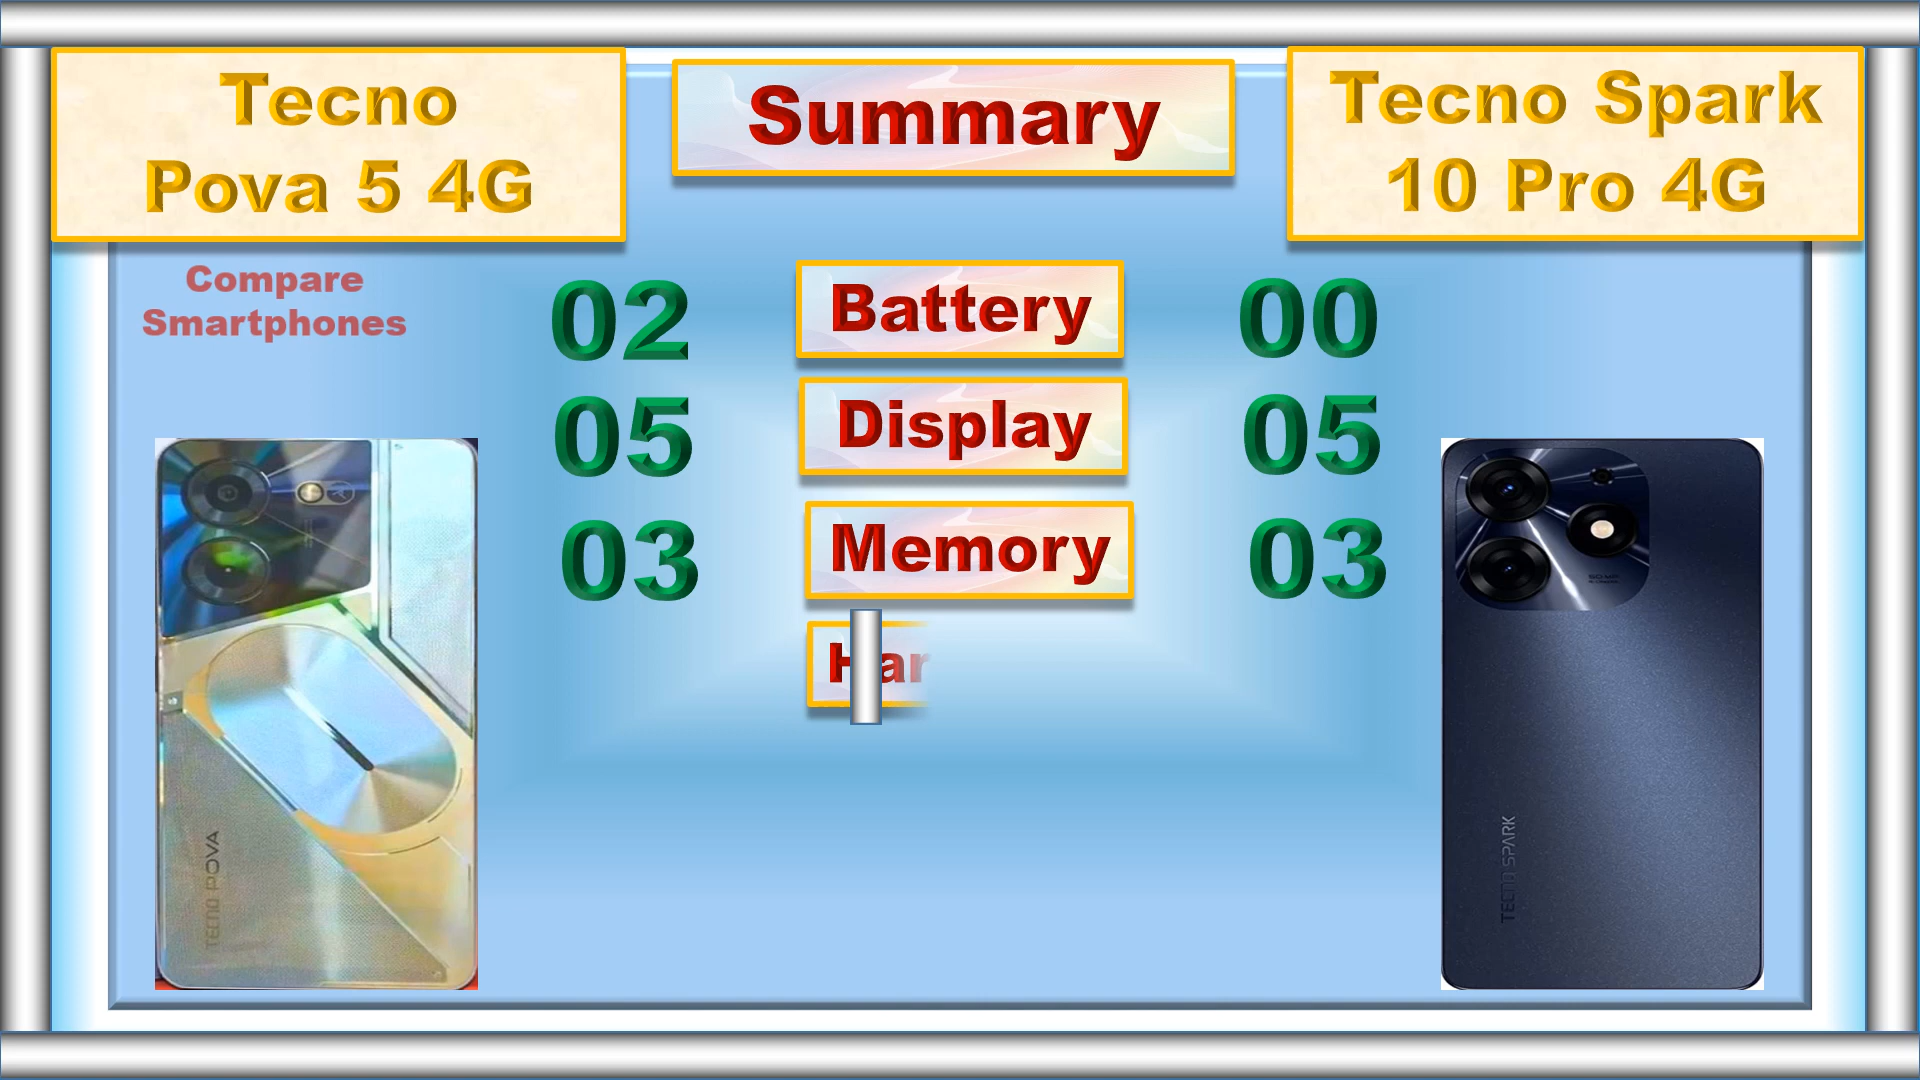 Tecno
Pova 5 4G
Summary
Tecno Spark
10 Pro 4G
Compare
Smartphones
02
Battery
00
05
Display
05
03
Memory
03
TECNO POVA
TECNO SPARK